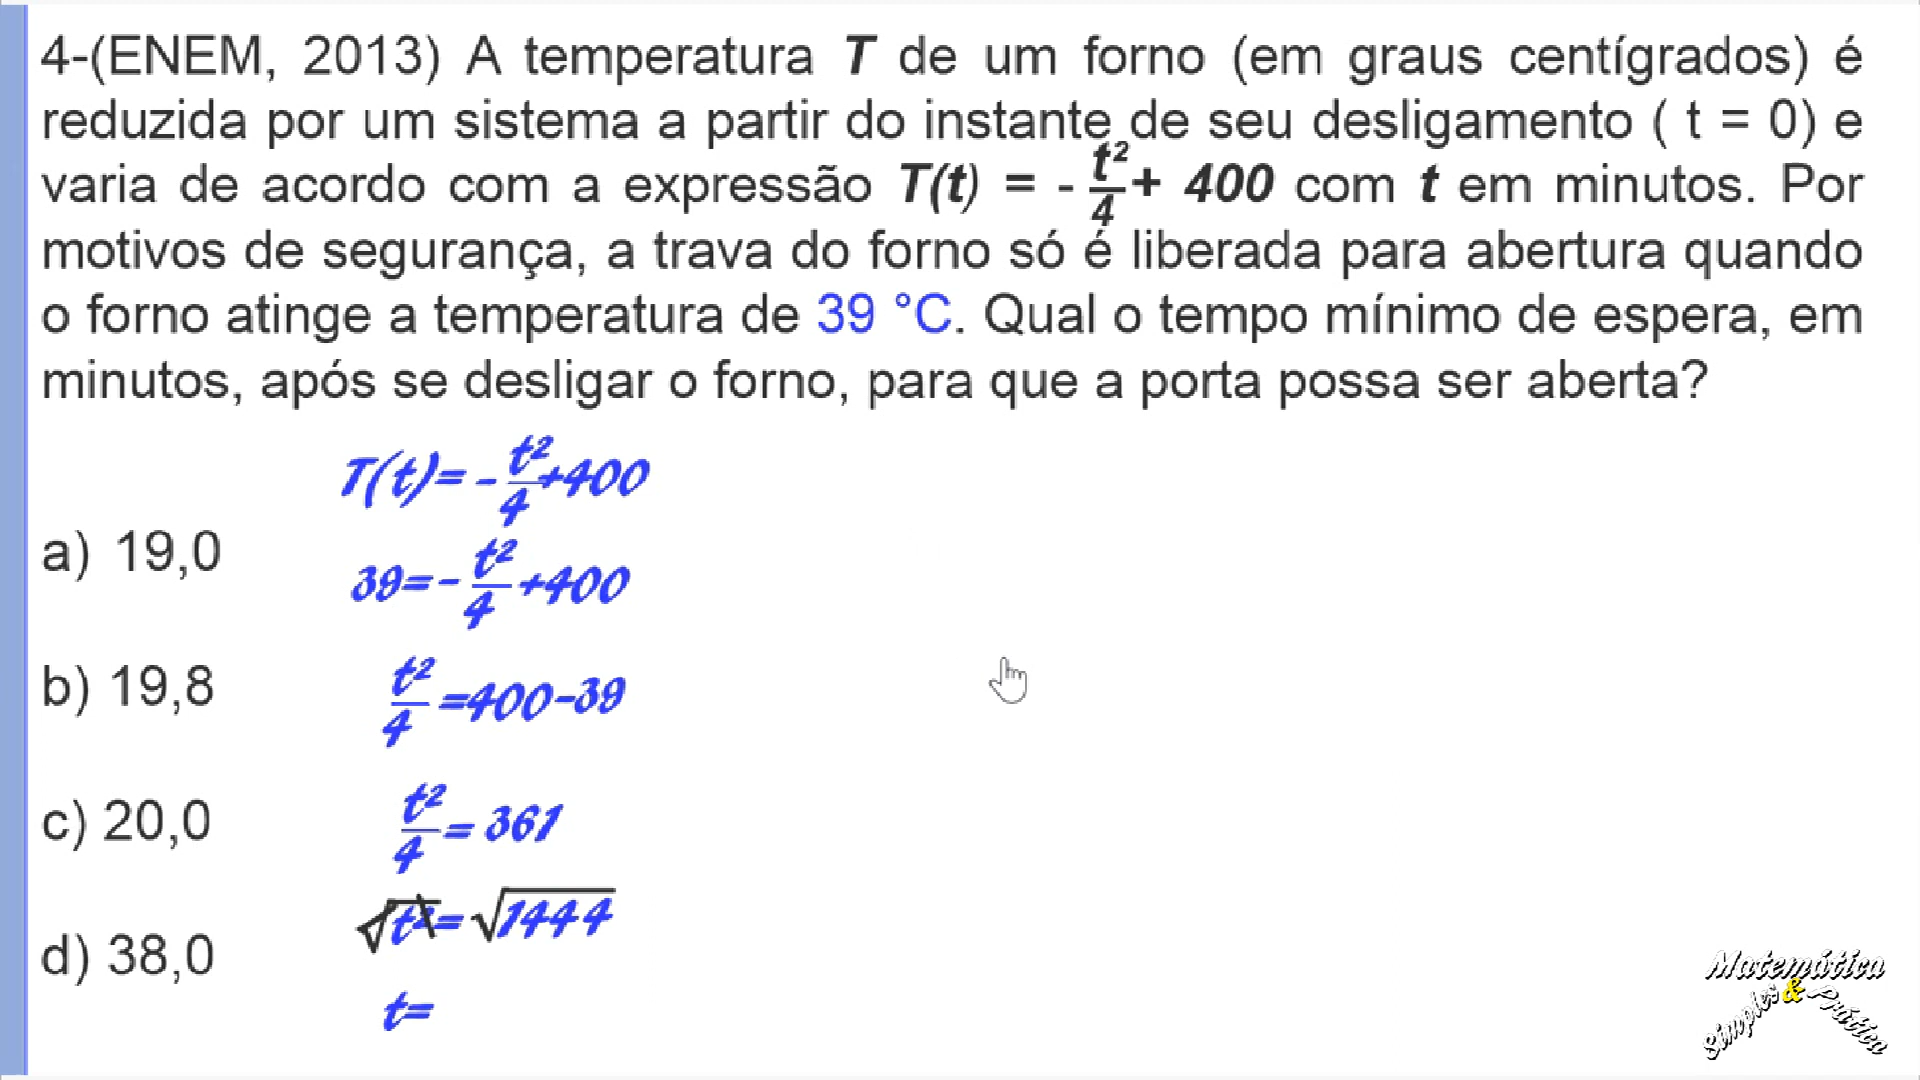 4-(ENEM, 2013) A temperatura T de um forno (em graus centígrados) é
reduzida por um sistema a partir do instante de seu desligamento ( t = 0) e
varia de acordo com a expressão T(t) = - t²/4 + 400 com t em minutos. Por
motivos de segurança, a trava do forno só é liberada para abertura quando
o forno atinge a temperatura de 39 °C. Qual o tempo mínimo de espera, em
minutos, após se desligar o forno, para que a porta possa ser aberta?
T(t)= - t²/4 +400
a) 19,0
39= - t²/4 +400
b) 19,8
t²/4 =400-39
c) 20,0
t²/4 = 361
√t² = √1444
d) 38,0
t=
Matemática
Simples & Prática